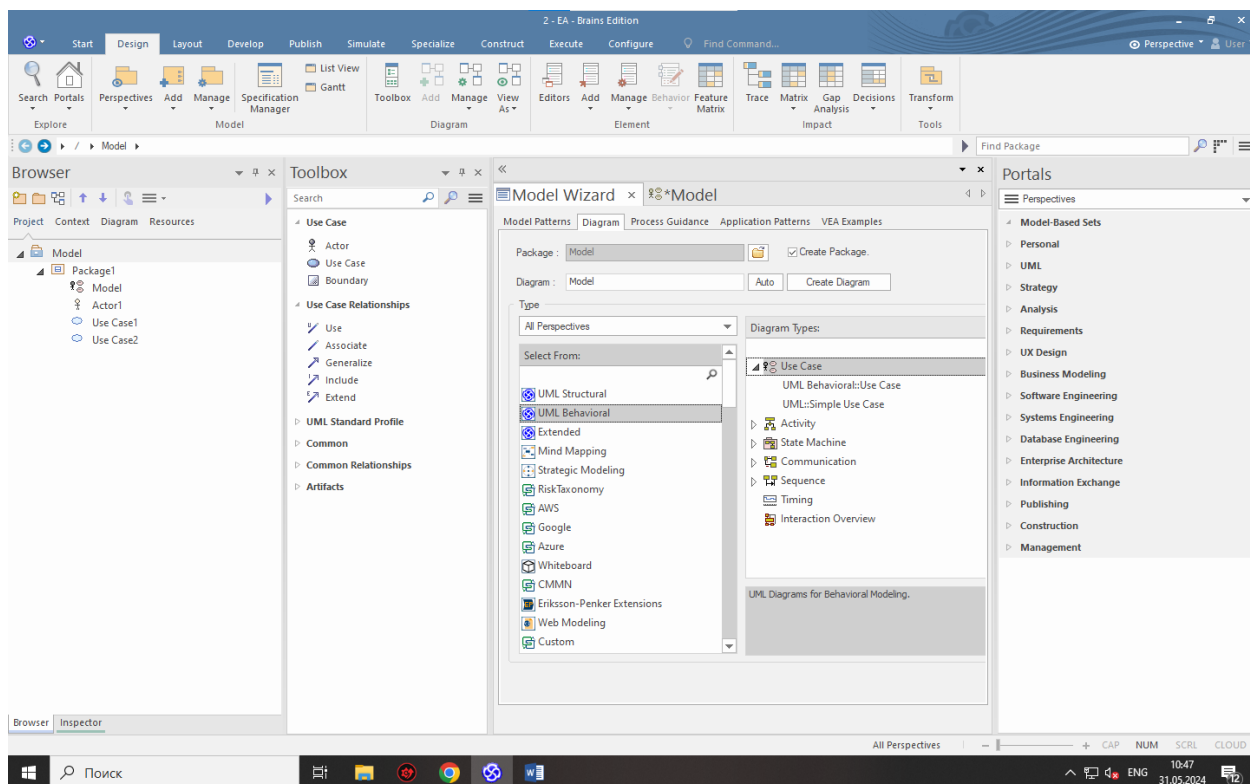 2 - EA - Brains Edition
Start Design Layout Develop Publish Simulate Specialize Construct Execute Configure Find Command... Perspective User
Search Portals Perspectives Add Manage Specification Manager List View Gantt Toolbox Add Manage View As Editors Add Manage Behavior Feature Matrix Trace Matrix Gap Analysis Decisions Transform
Explore Model Diagram Element Impact Tools
/ Model Find Package
Browser
Project Context Diagram Resources
Model
Package1
Model
Actor1
Use Case1
Use Case2
Browser Inspector
Toolbox
Search
Use Case
Actor
Use Case
Boundary
Use Case Relationships
Use
Associate
Generalize
Include
Extend
UML Standard Profile
Common
Common Relationships
Artifacts
Model Wizard × *Model
Model Patterns Diagram Process Guidance Application Patterns VEA Examples
Package : Model Create Package.
Diagram : Model Auto Create Diagram
Type
All Perspectives
Select From:
UML Structural
UML Behavioral
Extended
Mind Mapping
Strategic Modeling
RiskTaxonomy
AWS
Google
Azure
Whiteboard
CMMN
Eriksson-Penker Extensions
Web Modeling
Custom
Diagram Types:
Use Case
UML Behavioral::Use Case
UML::Simple Use Case
Activity
State Machine
Communication
Sequence
Timing
Interaction Overview
UML Diagrams for Behavioral Modeling.
Portals
Perspectives
Model-Based Sets
Personal
UML
Strategy
Analysis
Requirements
UX Design
Business Modeling
Software Engineering
Systems Engineering
Database Engineering
Enterprise Architecture
Information Exchange
Publishing
Construction
Management
All Perspectives CAP NUM SCRL CLOUD
Поиск ENG 10:47
31.05.2024 12